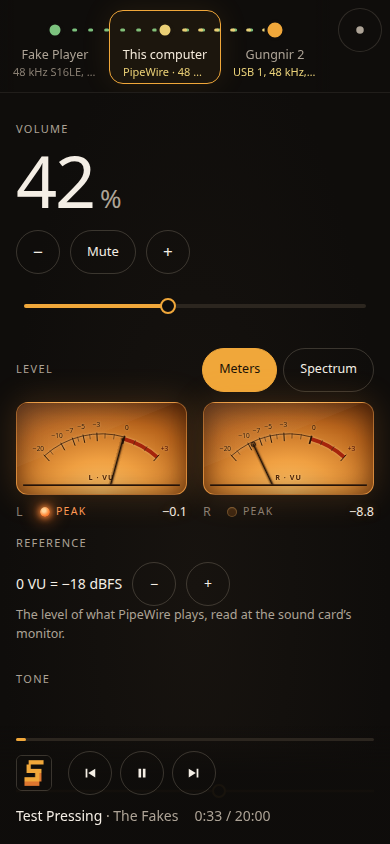 Fake Player This computer Gungnir 2
48 kHz S16LE, ... PipeWire · 48 ... USB 1, 48 kHz,...
VOLUME
42 %
− Mute +
LEVEL Meters Spectrum
−20 −10 −7 −5 −3 0 +3 −20 −10 −7 −5 −3 0 +3
L · VU R · VU
L PEAK −0.1 R PEAK −8.8
REFERENCE
0 VU = −18 dBFS − +
The level of what PipeWire plays, read at the sound card’s
monitor.
TONE
Test Pressing · The Fakes 0:33 / 20:00